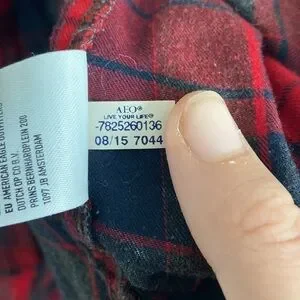 EU AMERICAN EAGLE OUTFITTERS
DUTCH OP CO B.V.
PRINS BERNHARDPLEIN 200
1097 JB AMSTERDAM
AEO®
LIVE YOUR LIFE®
-7825260136
08/15 7044